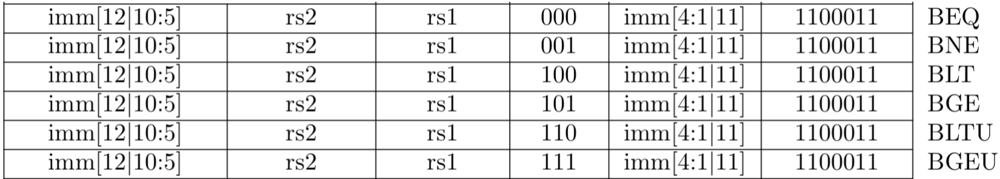 imm[12|10:5] rs2 rs1 000 imm[4:1|11] 1100011 BEQ
imm[12|10:5] rs2 rs1 001 imm[4:1|11] 1100011 BNE
imm[12|10:5] rs2 rs1 100 imm[4:1|11] 1100011 BLT
imm[12|10:5] rs2 rs1 101 imm[4:1|11] 1100011 BGE
imm[12|10:5] rs2 rs1 110 imm[4:1|11] 1100011 BLTU
imm[12|10:5] rs2 rs1 111 imm[4:1|11] 1100011 BGEU